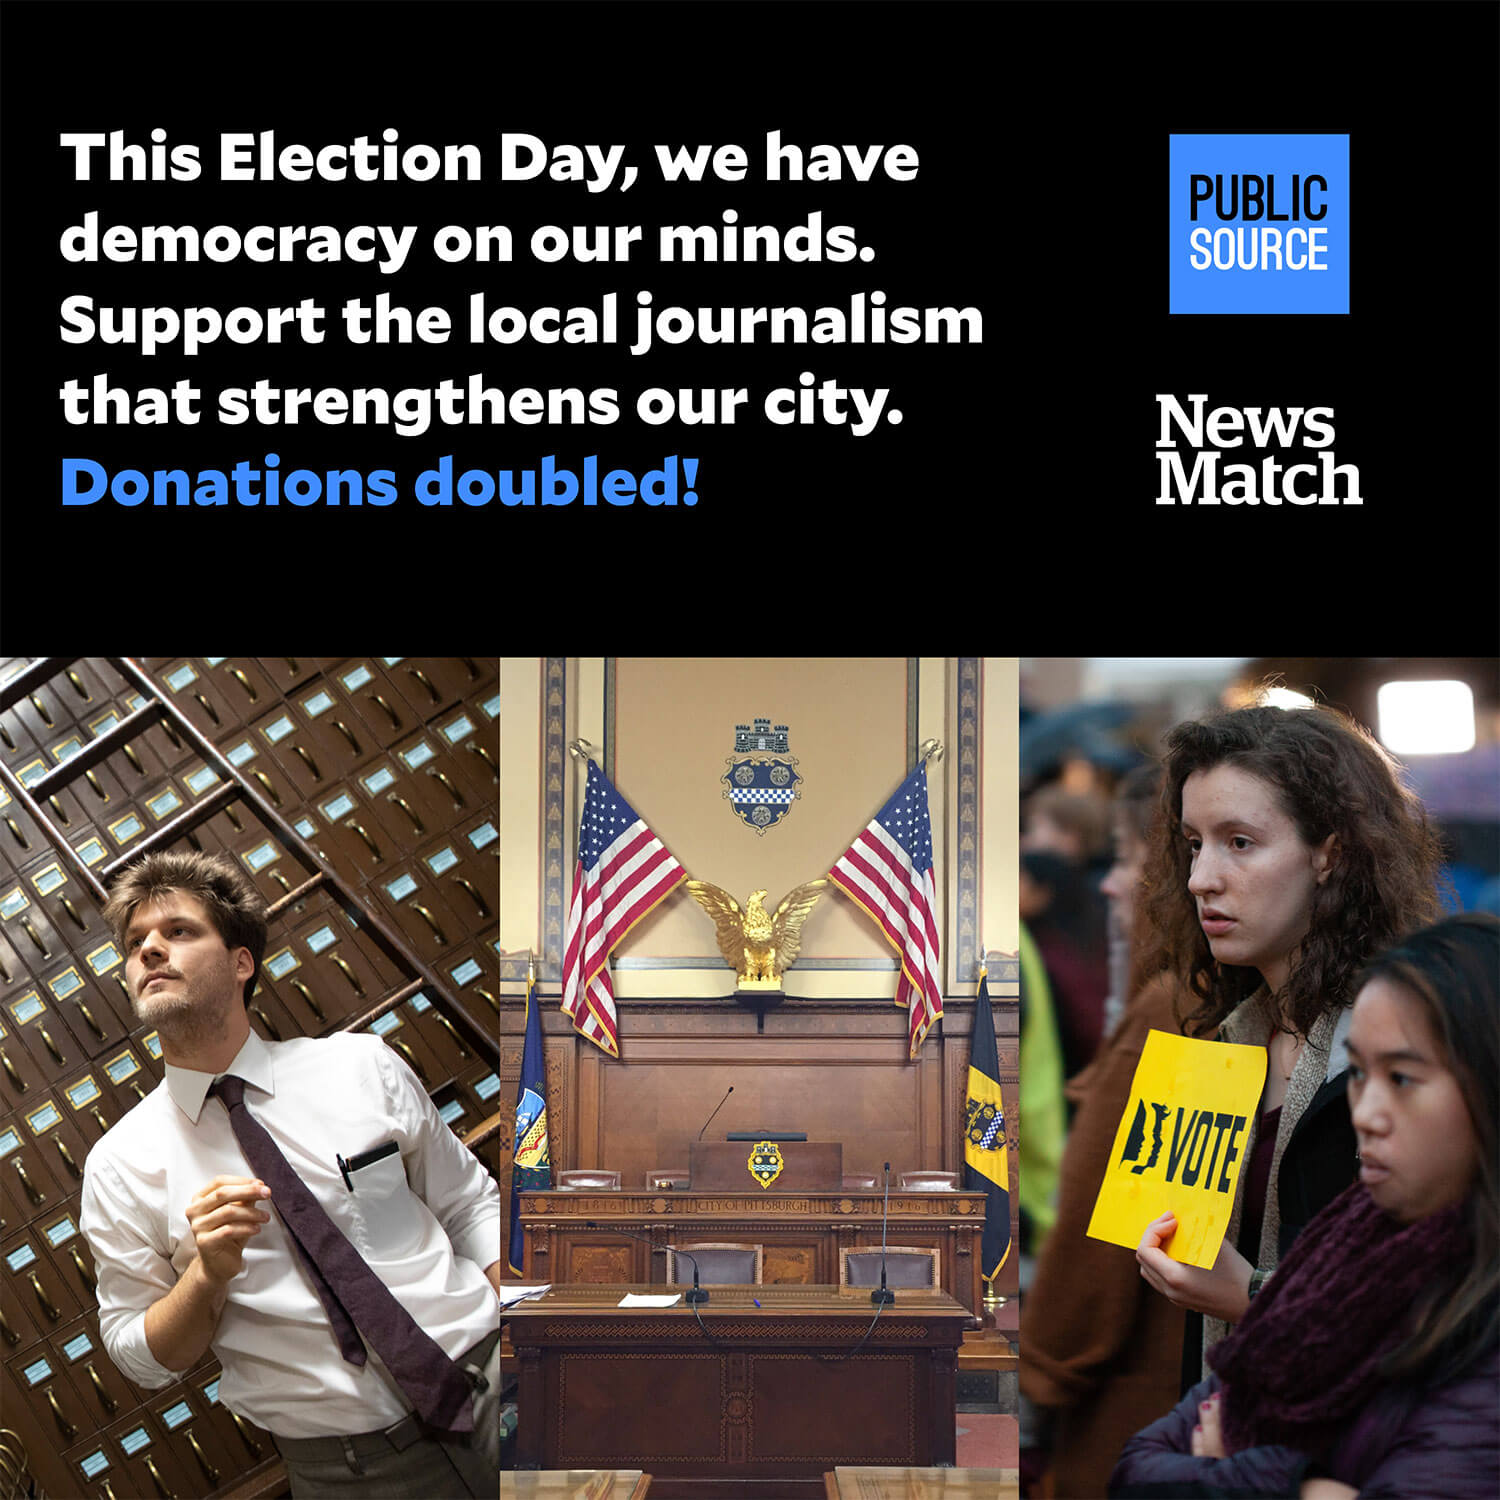 This Election Day, we have
democracy on our minds.
Support the local journalism
that strengthens our city.
Donations doubled!
PUBLIC
SOURCE
News
Match
CITY OF PITTSBURGH
VOTE